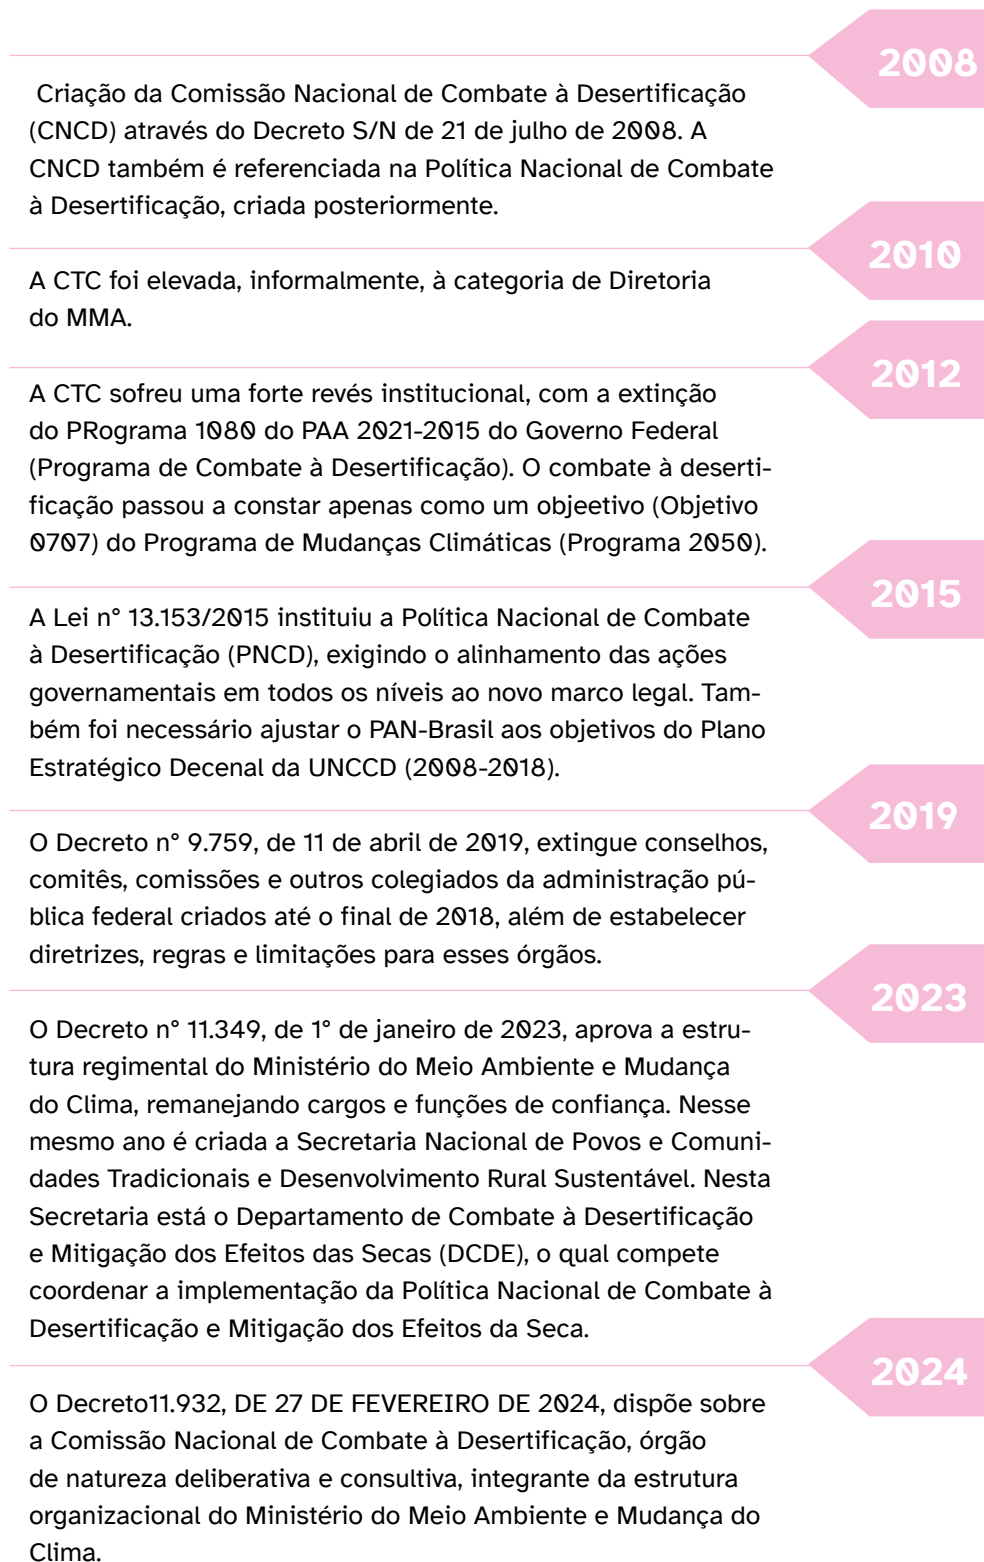 2008
Criação da Comissão Nacional de Combate à Desertificação
(CNCD) através do Decreto S/N de 21 de julho de 2008. A
CNCD também é referenciada na Política Nacional de Combate
à Desertificação, criada posteriormente.
2010
A CTC foi elevada, informalmente, à categoria de Diretoria
do MMA.
2012
A CTC sofreu uma forte revés institucional, com a extinção
do PRograma 1080 do PAA 2021-2015 do Governo Federal
(Programa de Combate à Desertificação). O combate à deserti-
ficação passou a constar apenas como um objeetivo (Objetivo
0707) do Programa de Mudanças Climáticas (Programa 2050).
2015
A Lei n° 13.153/2015 instituiu a Política Nacional de Combate
à Desertificação (PNCD), exigindo o alinhamento das ações
governamentais em todos os níveis ao novo marco legal. Tam-
bém foi necessário ajustar o PAN-Brasil aos objetivos do Plano
Estratégico Decenal da UNCCD (2008-2018).
2019
O Decreto n° 9.759, de 11 de abril de 2019, extingue conselhos,
comitês, comissões e outros colegiados da administração pú-
blica federal criados até o final de 2018, além de estabelecer
diretrizes, regras e limitações para esses órgãos.
2023
O Decreto n° 11.349, de 1° de janeiro de 2023, aprova a estru-
tura regimental do Ministério do Meio Ambiente e Mudança
do Clima, remanejando cargos e funções de confiança. Nesse
mesmo ano é criada a Secretaria Nacional de Povos e Comuni-
dades Tradicionais e Desenvolvimento Rural Sustentável. Nesta
Secretaria está o Departamento de Combate à Desertificação
e Mitigação dos Efeitos das Secas (DCDE), o qual compete
coordenar a implementação da Política Nacional de Combate à
Desertificação e Mitigação dos Efeitos da Seca.
2024
O Decreto11.932, DE 27 DE FEVEREIRO DE 2024, dispõe sobre
a Comissão Nacional de Combate à Desertificação, órgão
de natureza deliberativa e consultiva, integrante da estrutura
organizacional do Ministério do Meio Ambiente e Mudança do
Clima.